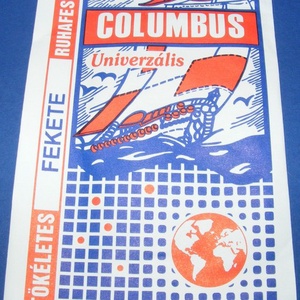 COLUMBUS
Univerzális
RUHAFES
FEKETE
TÖKÉLETES